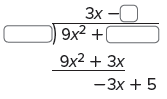 3x −
9x² +
9x² + 3x
−3x + 5